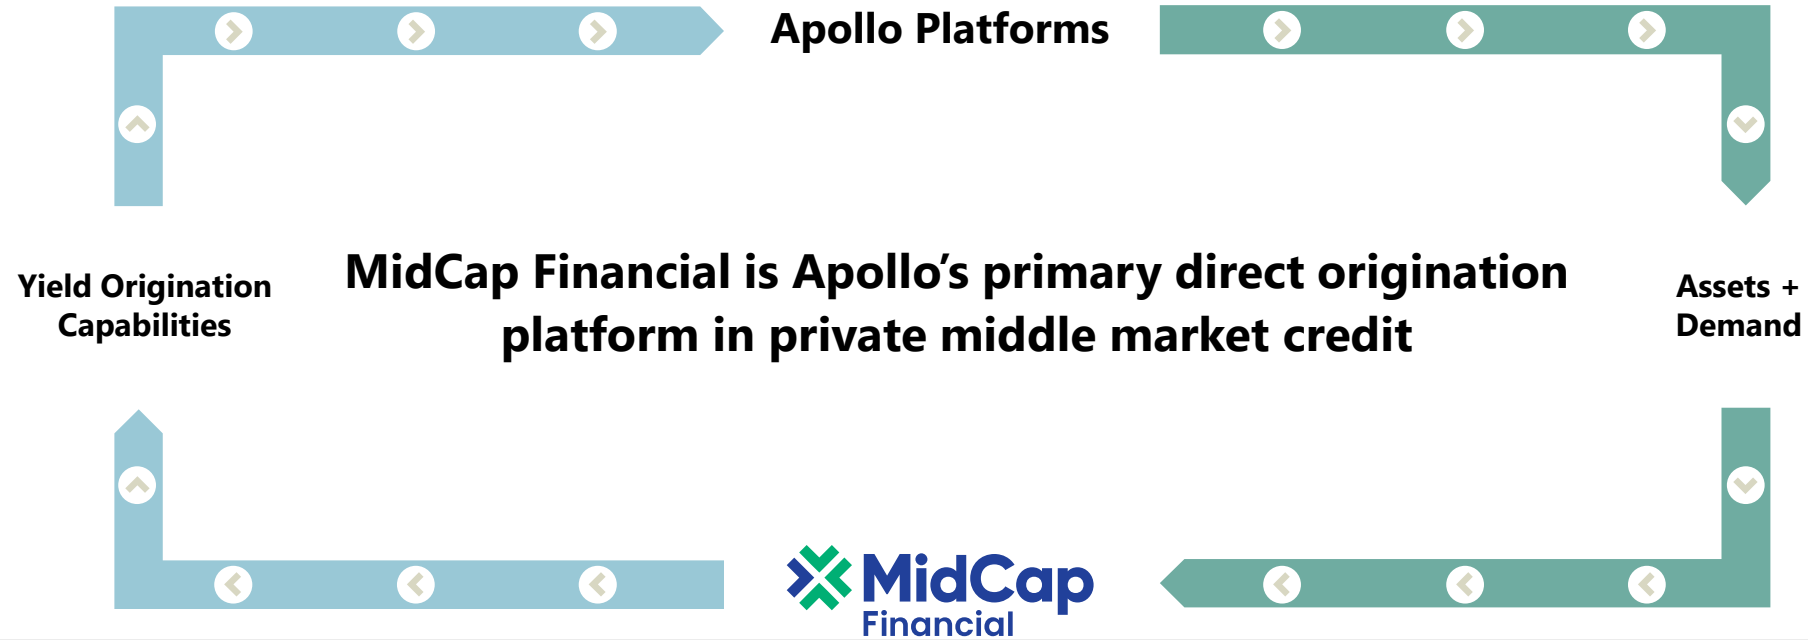 Apollo Platforms
Yield Origination
Capabilities
MidCap Financial is Apollo’s primary direct origination
platform in private middle market credit
Assets +
Demand
MidCap
Financial